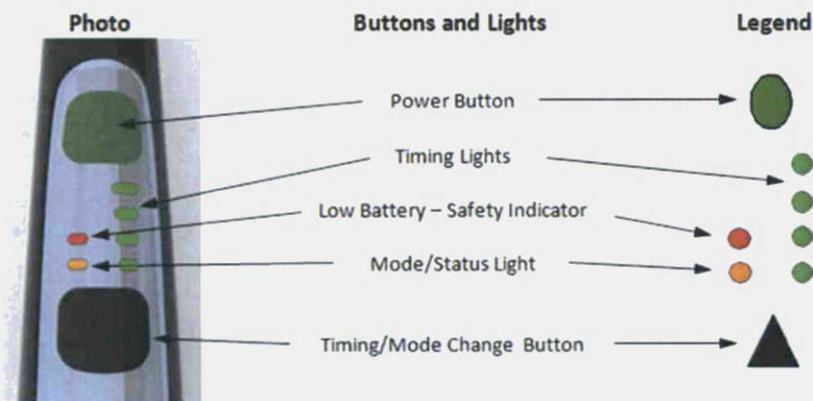 Photo
Buttons and Lights
Legend
Power Button
Timing Lights
Low Battery – Safety Indicator
Mode/Status Light
Timing/Mode Change Button